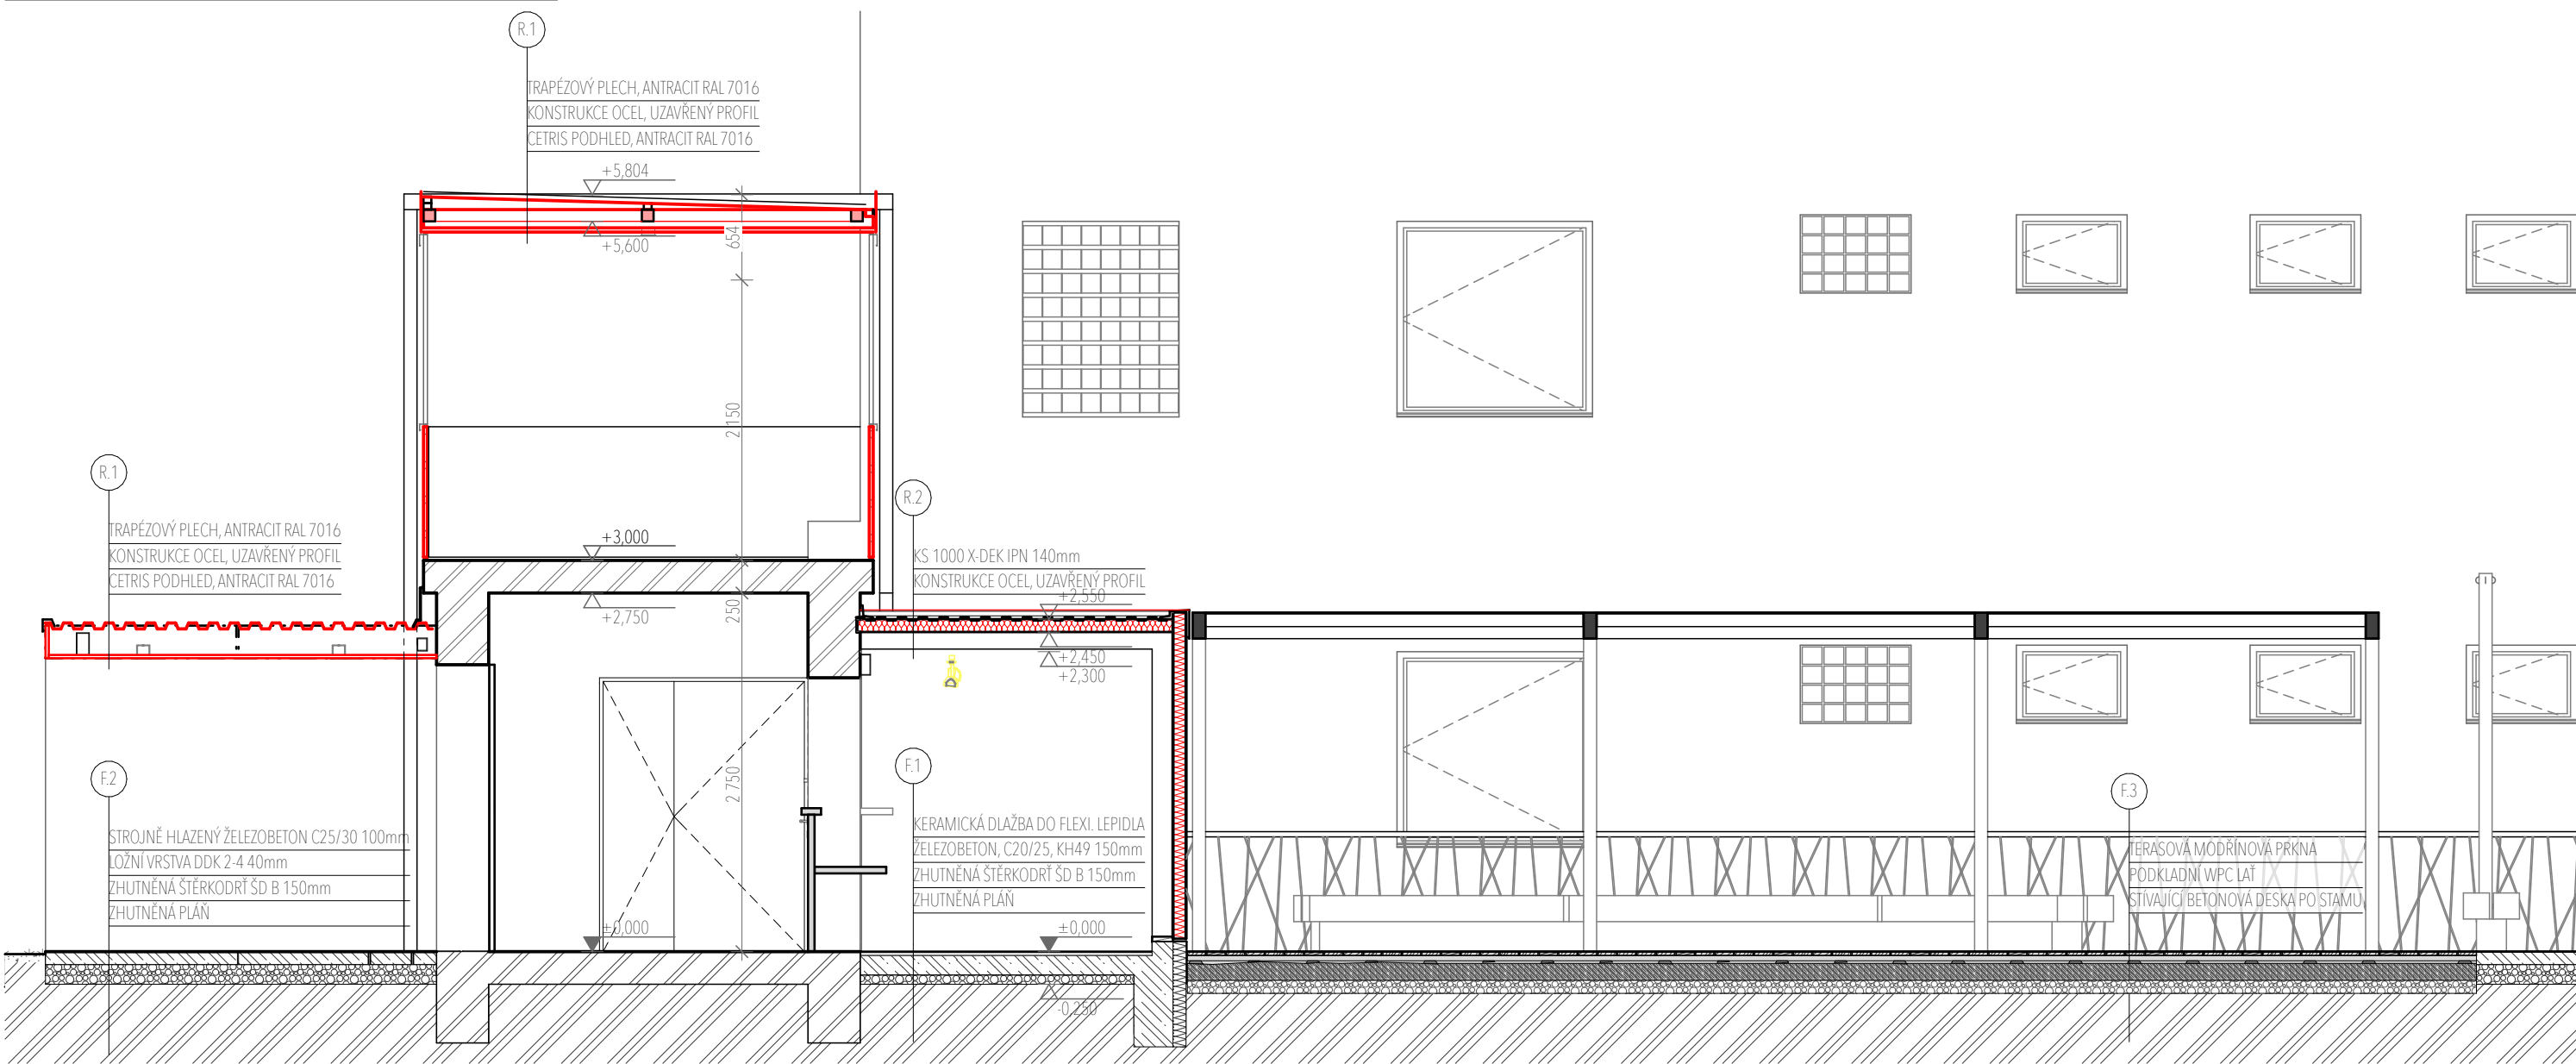 R.1
TRAPÉZOVÝ PLECH, ANTRACIT RAL 7016
KONSTRUKCE OCEL, UZAVŘENÝ PROFIL
CETRIS PODHLED, ANTRACIT RAL 7016
+5,804
+5,600
654
2 150
R.1
TRAPÉZOVÝ PLECH, ANTRACIT RAL 7016
KONSTRUKCE OCEL, UZAVŘENÝ PROFIL
CETRIS PODHLED, ANTRACIT RAL 7016
+3,000
+2,750
250
R.2
KS 1000 X-DEK IPN 140mm
KONSTRUKCE OCEL, UZAVŘENÝ PROFIL
+2,550
+2,450
+2,300
2 750
F.2
STROJNĚ HLAZENÝ ŽELEZOBETON C25/30 100mm
LOŽNÍ VRSTVA DDK 2-4 40mm
ZHUTNĚNÁ ŠTĚRKODRŤ ŠD B 150mm
ZHUTNĚNÁ PLÁŇ
±0,000
F.1
KERAMICKÁ DLAŽBA DO FLEXI. LEPIDLA
ŽELEZOBETON, C20/25, KH49 150mm
ZHUTNĚNÁ ŠTĚRKODRŤ ŠD B 150mm
ZHUTNĚNÁ PLÁŇ
±0,000
-0,250
F.3
TERASOVÁ MODŘÍNOVÁ PRKNA
PODKLADNÍ WPC LAŤ
STÍVAJÍCÍ BETONOVÁ DESKA PO STAMU